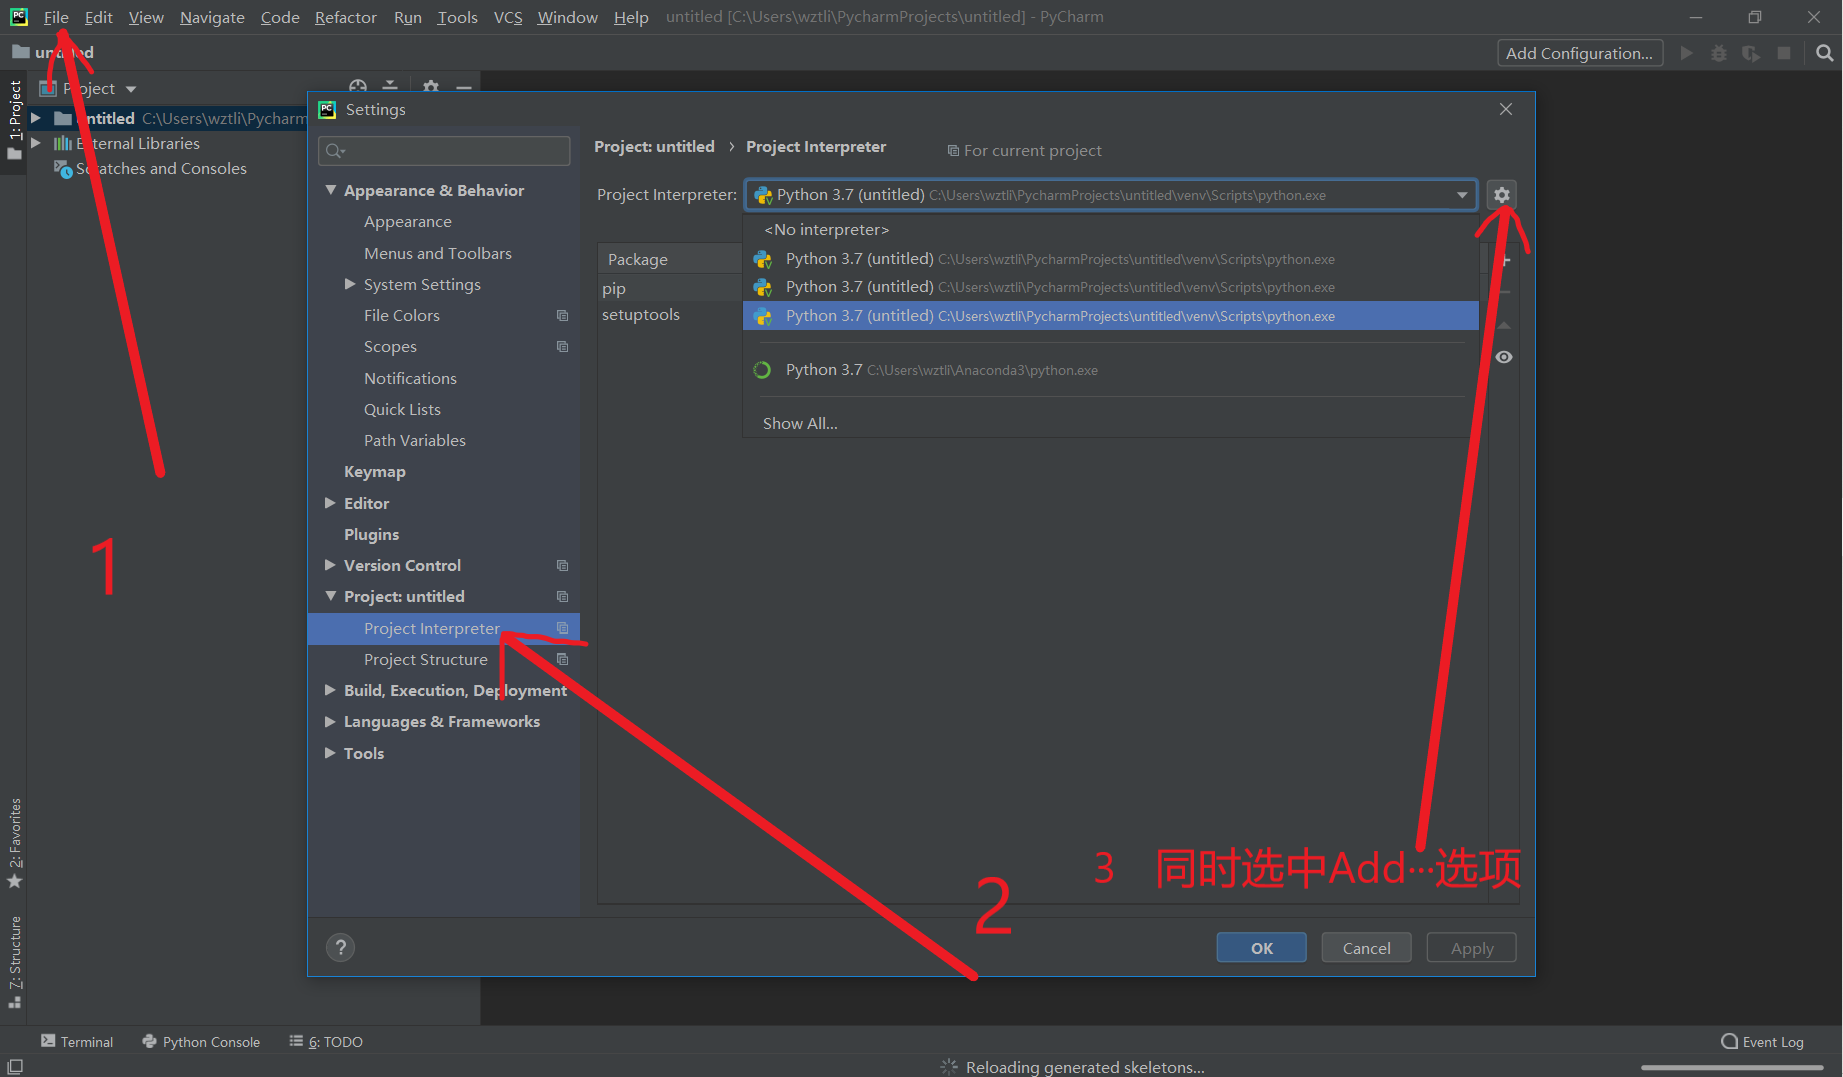 File Edit View Navigate Code Refactor Run Tools VCS Window Help untitled [C:\Users\wztli\PycharmProjects\untitled] - PyCharm
untitled
Add Configuration...
Project
1: Project
untitled C:\Users\wztli\Pycharm
External Libraries
Scratches and Consoles
Settings
Appearance & Behavior
Appearance
Menus and Toolbars
System Settings
File Colors
Scopes
Notifications
Quick Lists
Path Variables
Keymap
Editor
Plugins
Version Control
Project: untitled
Project Interpreter
Project Structure
Build, Execution, Deployment
Languages & Frameworks
Tools
Project: untitled › Project Interpreter
For current project
Project Interpreter: Python 3.7 (untitled) C:\Users\wztli\PycharmProjects\untitled\venv\Scripts\python.exe
<No interpreter>
Python 3.7 (untitled) C:\Users\wztli\PycharmProjects\untitled\venv\Scripts\python.exe
Python 3.7 (untitled) C:\Users\wztli\PycharmProjects\untitled\venv\Scripts\python.exe
Python 3.7 (untitled) C:\Users\wztli\PycharmProjects\untitled\venv\Scripts\python.exe
Python 3.7 C:\Users\wztli\Anaconda3\python.exe
Show All...
Package
pip
setuptools
1
2
3 同时选中Add···选项
?
OK Cancel Apply
2: Favorites
7: Structure
Terminal Python Console 6: TODO
Event Log
Reloading generated skeletons...